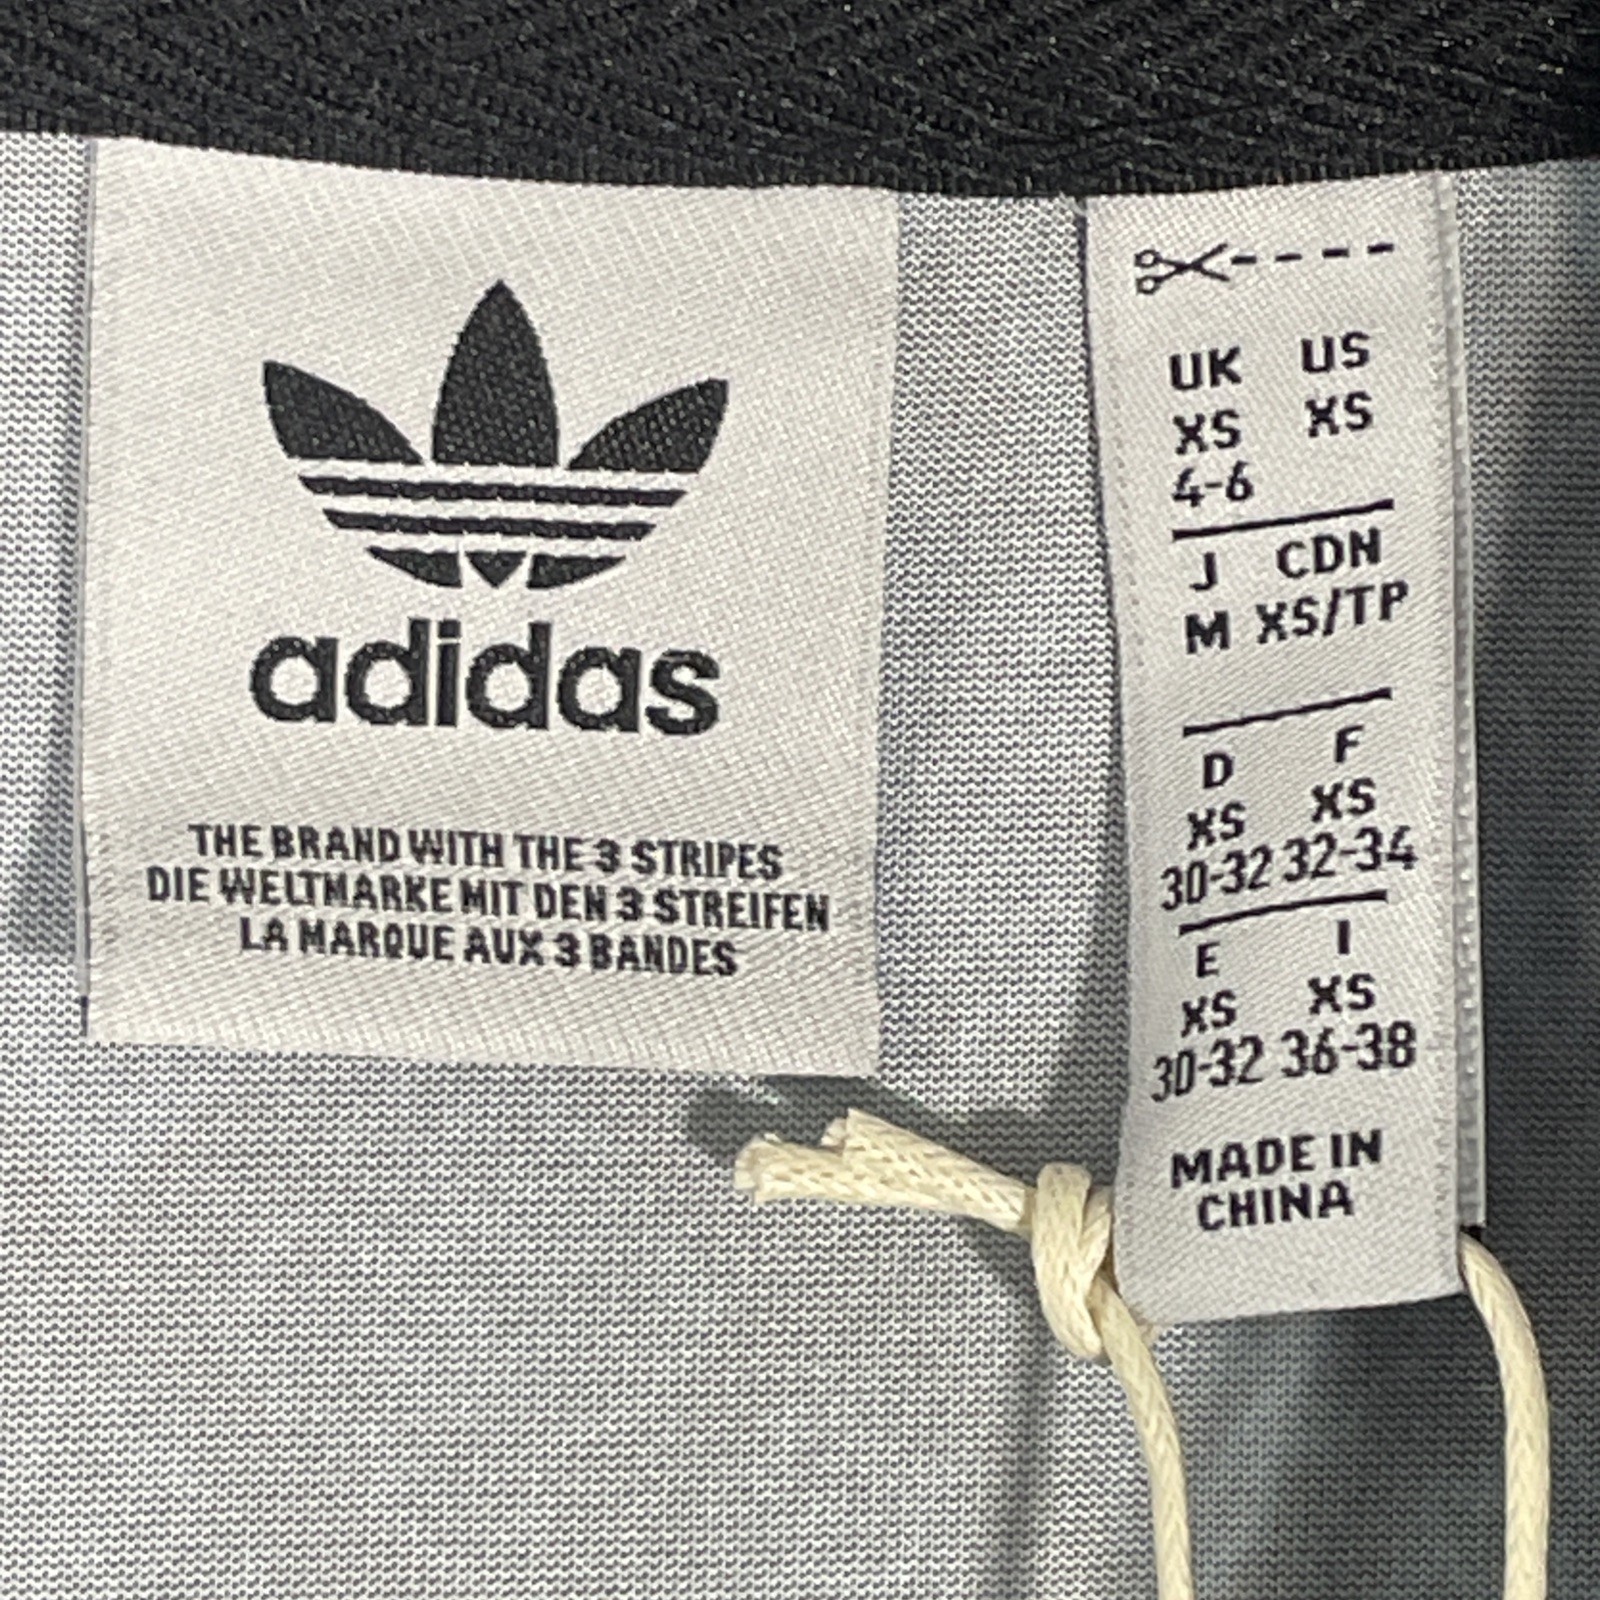 adidas
THE BRAND WITH THE 3 STRIPES
DIE WELTMARKE MIT DEN 3 STREIFEN
LA MARQUE AUX 3 BANDES
UK US
XS XS
4-6
J CDN
M XS/TP
D F
XS XS
30-32 32-34
E I
XS XS
30-32 36-38
MADE IN
CHINA